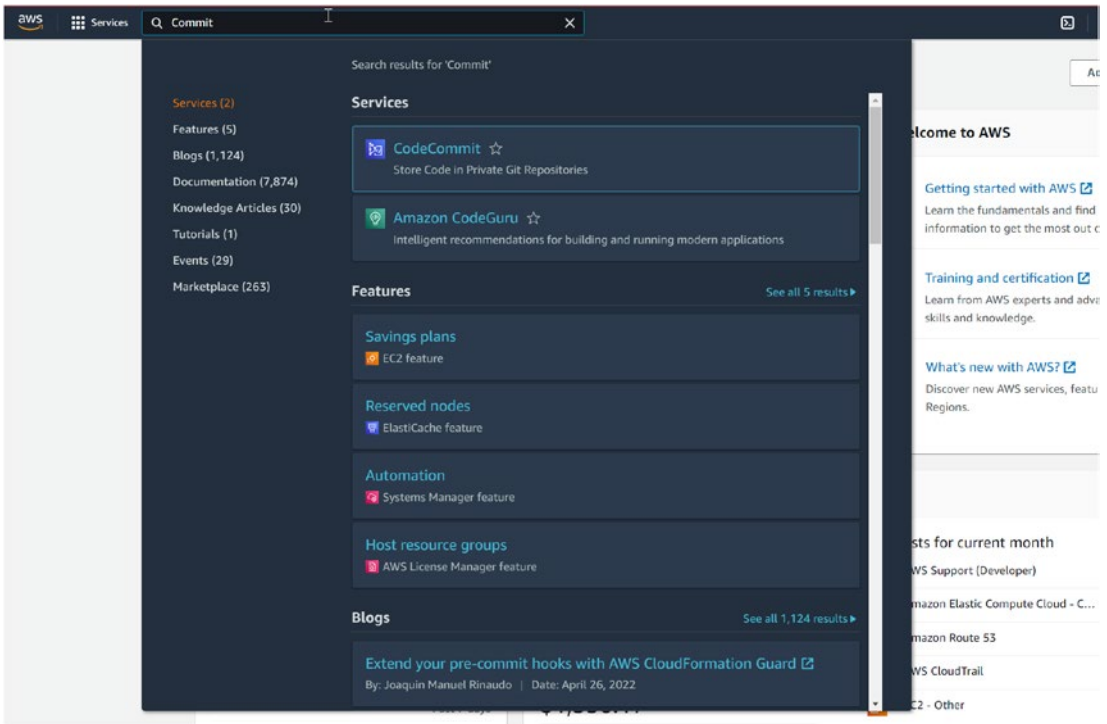 aws
Services
Commit
Search results for 'Commit'
Services (2)
Features (5)
Blogs (1,124)
Documentation (7,874)
Knowledge Articles (30)
Tutorials (1)
Events (29)
Marketplace (263)
Services
CodeCommit
Store Code in Private Git Repositories
Amazon CodeGuru
Intelligent recommendations for building and running modern applications
Features
See all 5 results
Savings plans
EC2 feature
Reserved nodes
ElastiCache feature
Automation
Systems Manager feature
Host resource groups
AWS License Manager feature
Blogs
See all 1,124 results
Extend your pre-commit hooks with AWS CloudFormation Guard
By: Joaquin Manuel Rinaudo | Date: April 26, 2022
elcome to AWS
Getting started with AWS
Learn the fundamentals and find
information to get the most out
Training and certification
Learn from AWS experts and adva
skills and knowledge.
What's new with AWS?
Discover new AWS services, featu
Regions.
sts for current month
WS Support (Developer)
mazon Elastic Compute Cloud - C...
mazon Route 53
WS CloudTrail
C2 - Other